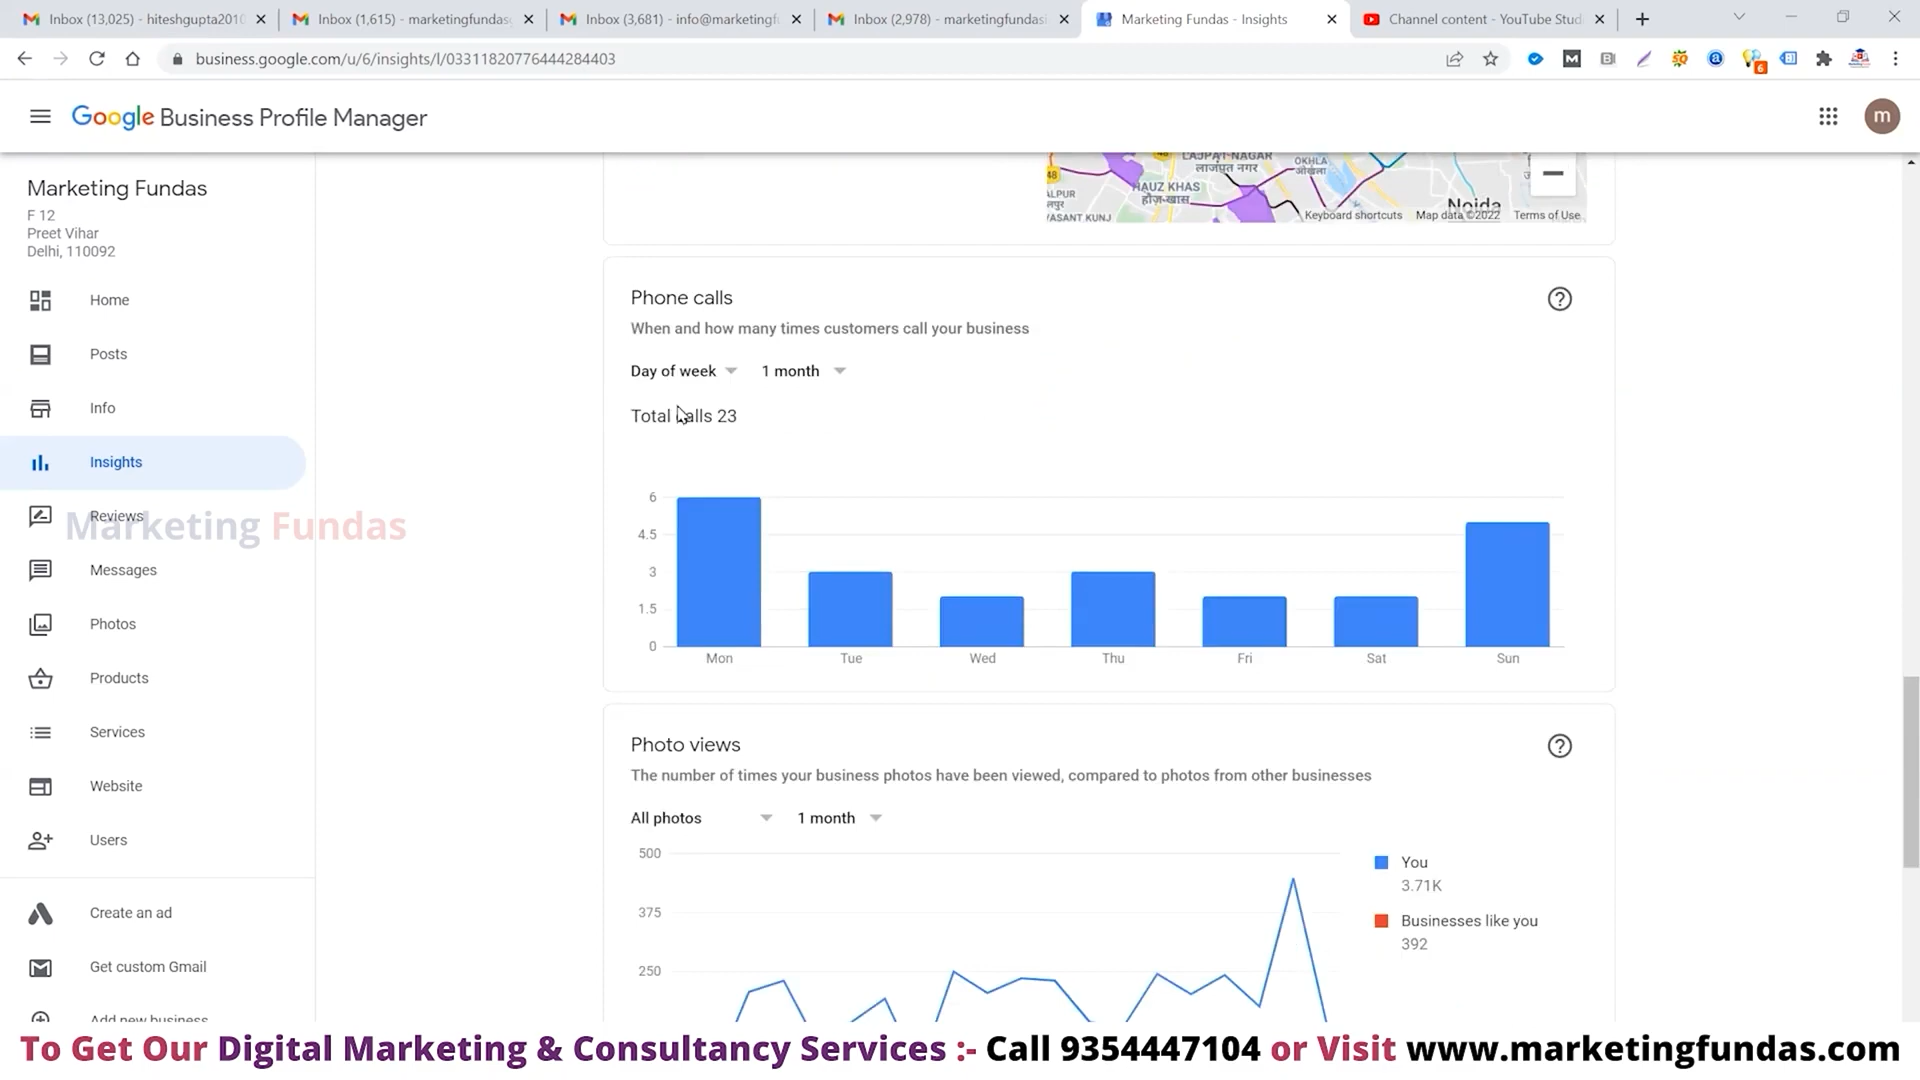 Inbox (13,025) - hiteshgupta2010
Inbox (1,615) - marketingfundas
Inbox (3,681) - info@marketingf
Inbox (2,978) - marketingfundas
Marketing Fundas - Insights
Channel content - YouTube Stud
business.google.com/u/6/insights/l/03311820776444284403
6
Google Business Profile Manager
m
Marketing Fundas
F 12
Preet Vihar
Delhi, 110092
Home
Posts
Info
Insights
Reviews
Marketing Fundas
Messages
Photos
Products
Services
Website
Users
Create an ad
Get custom Gmail
Add new business
48
LAJPAT NAGAR
लाजपत नगर
OKHLA
ओखला
HAUZ KHAS
हौज़ खास
VASANT KUNJ
Noida
Keyboard shortcuts
Map data ©2022
Terms of Use
Phone calls
When and how many times customers call your business
Day of week
1 month
Total calls 23
6
4.5
3
1.5
0
Mon
Tue
Wed
Thu
Fri
Sat
Sun
Photo views
The number of times your business photos have been viewed, compared to photos from other businesses
All photos
1 month
500
375
250
You
3.71K
Businesses like you
392
To Get Our Digital Marketing & Consultancy Services :- Call 9354447104 or Visit www.marketingfundas.com